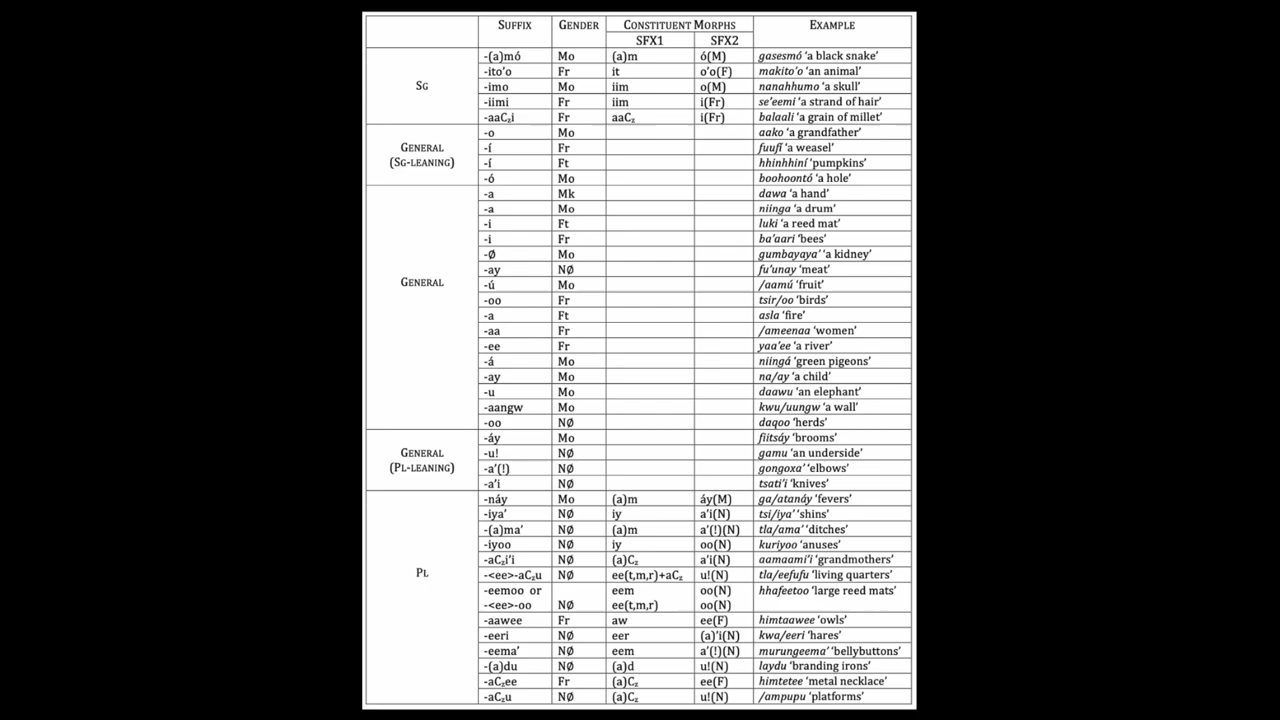 SUFFIX GENDER CONSTITUENT MORPHS EXAMPLE
SFX1 SFX2
SG
-(a)mó Mo (a)m ó(M) gasesmó ‘a black snake’
-ito’o Fr it o’o(F) makito’o ‘an animal’
-imo Mo iim o(M) nanahhumo ‘a skull’
-iimi Fr iim i(Fr) se’eemi ‘a strand of hair’
-aaCzi Fr aaCz i(Fr) balaali ‘a grain of millet’
GENERAL (SG-LEANING)
-o Mo aako ‘a grandfather’
-í Fr fuufí ‘a weasel’
-í Ft hhinhhiní ‘pumpkins’
-ó Mo boohoontó ‘a hole’
GENERAL
-a Mk dawa ‘a hand’
-a Mo niinga ‘a drum’
-i Ft luki ‘a reed mat’
-i Fr ba’aari ‘bees’
-Ø Mo gumbayaya’ ‘a kidney’
-ay NØ fu’unay ‘meat’
-ú Mo /aamú ‘fruit’
-oo Fr tsir/oo ‘birds’
-a Ft asla ‘fire’
-aa Fr /ameenaa ‘women’
-ee Fr yaa’ee ‘a river’
-á Mo niingá ‘green pigeons’
-ay Mo na/ay ‘a child’
-u Mo daawu ‘an elephant’
-aangw Mo kwu/uungw ‘a wall’
-oo NØ daqoo ‘herds’
GENERAL (PL-LEANING)
-áy Mo fiitsáy ‘brooms’
-u! NØ gamu ‘an underside’
-a’(!) NØ gongoxa’ ‘elbows’
-a’i NØ tsati’i ‘knives’
PL
-náy Mo (a)m áy(M) ga/atanáy ‘fevers’
-iya’ NØ iy a’i(N) tsi/iya’ ‘shins’
-(a)ma’ NØ (a)m a’(!)(N) tla/ama’ ‘ditches’
-iyoo NØ iy oo(N) kuriyoo ‘anuses’
-aCzi’i NØ (a)Cz a’i(N) aamaami’i ‘grandmothers’
-<ee>-aCzu NØ ee(t,m,r)+aCz u!(N) tla/eefufu ‘living quarters’
-eemoo or eem oo(N) hhafeetoo ‘large reed mats’
-<ee>-oo NØ ee(t,m,r) oo(N)
-aawee Fr aw ee(F) himtaawee ‘owls’
-eeri NØ eer (a)’i(N) kwa/eeri ‘hares’
-eema’ NØ eem a’(!)(N) murungeema’ ‘bellybuttons’
-(a)du NØ (a)d u!(N) laydu ‘branding irons’
-aCzee Fr (a)Cz ee(F) himtetee ‘metal necklace’
-aCzu NØ (a)Cz u!(N) /ampupu ‘platforms’